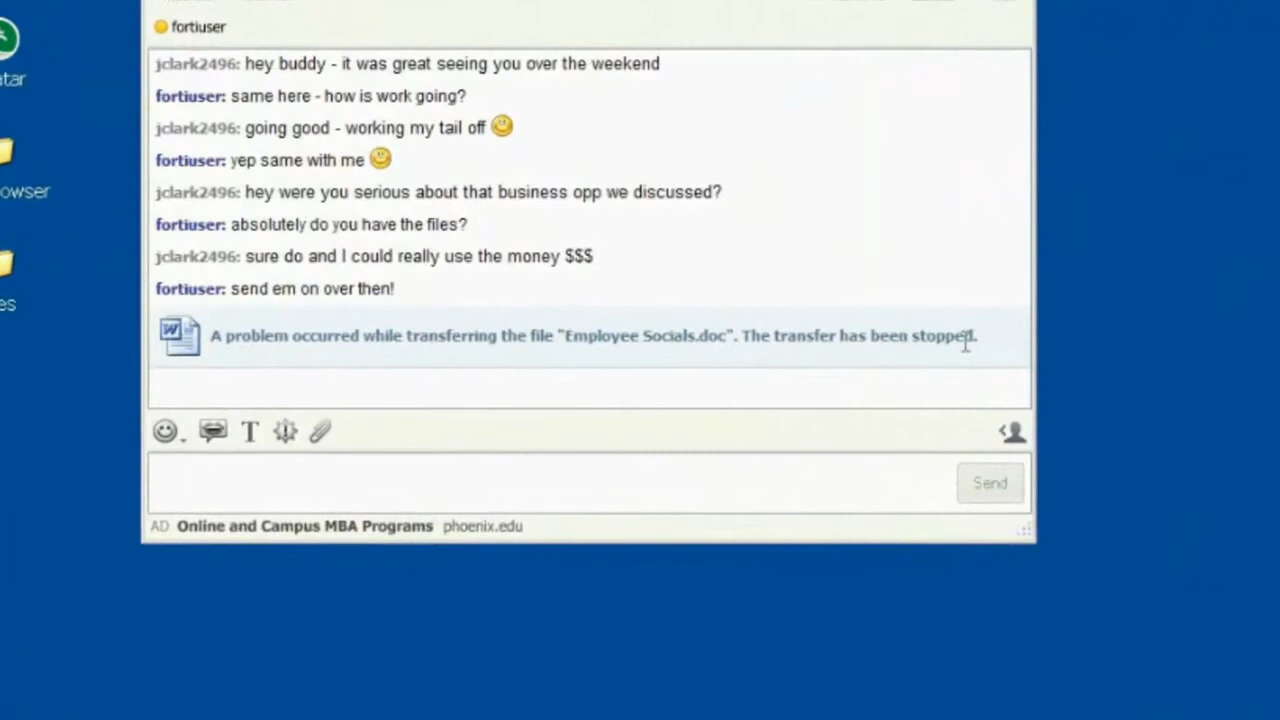 fortiuser
jclark2496: hey buddy - it was great seeing you over the weekend
atar
fortiuser: same here - how is work going?
jclark2496: going good - working my tail off
fortiuser: yep same with me
owser
jclark2496: hey were you serious about that business opp we discussed?
fortiuser: absolutely do you have the files?
jclark2496: sure do and I could really use the money $$$
fortiuser: send em on over then!
es
A problem occurred while transferring the file "Employee Socials.doc". The transfer has been stopped.
T
Send
AD Online and Campus MBA Programs phoenix.edu